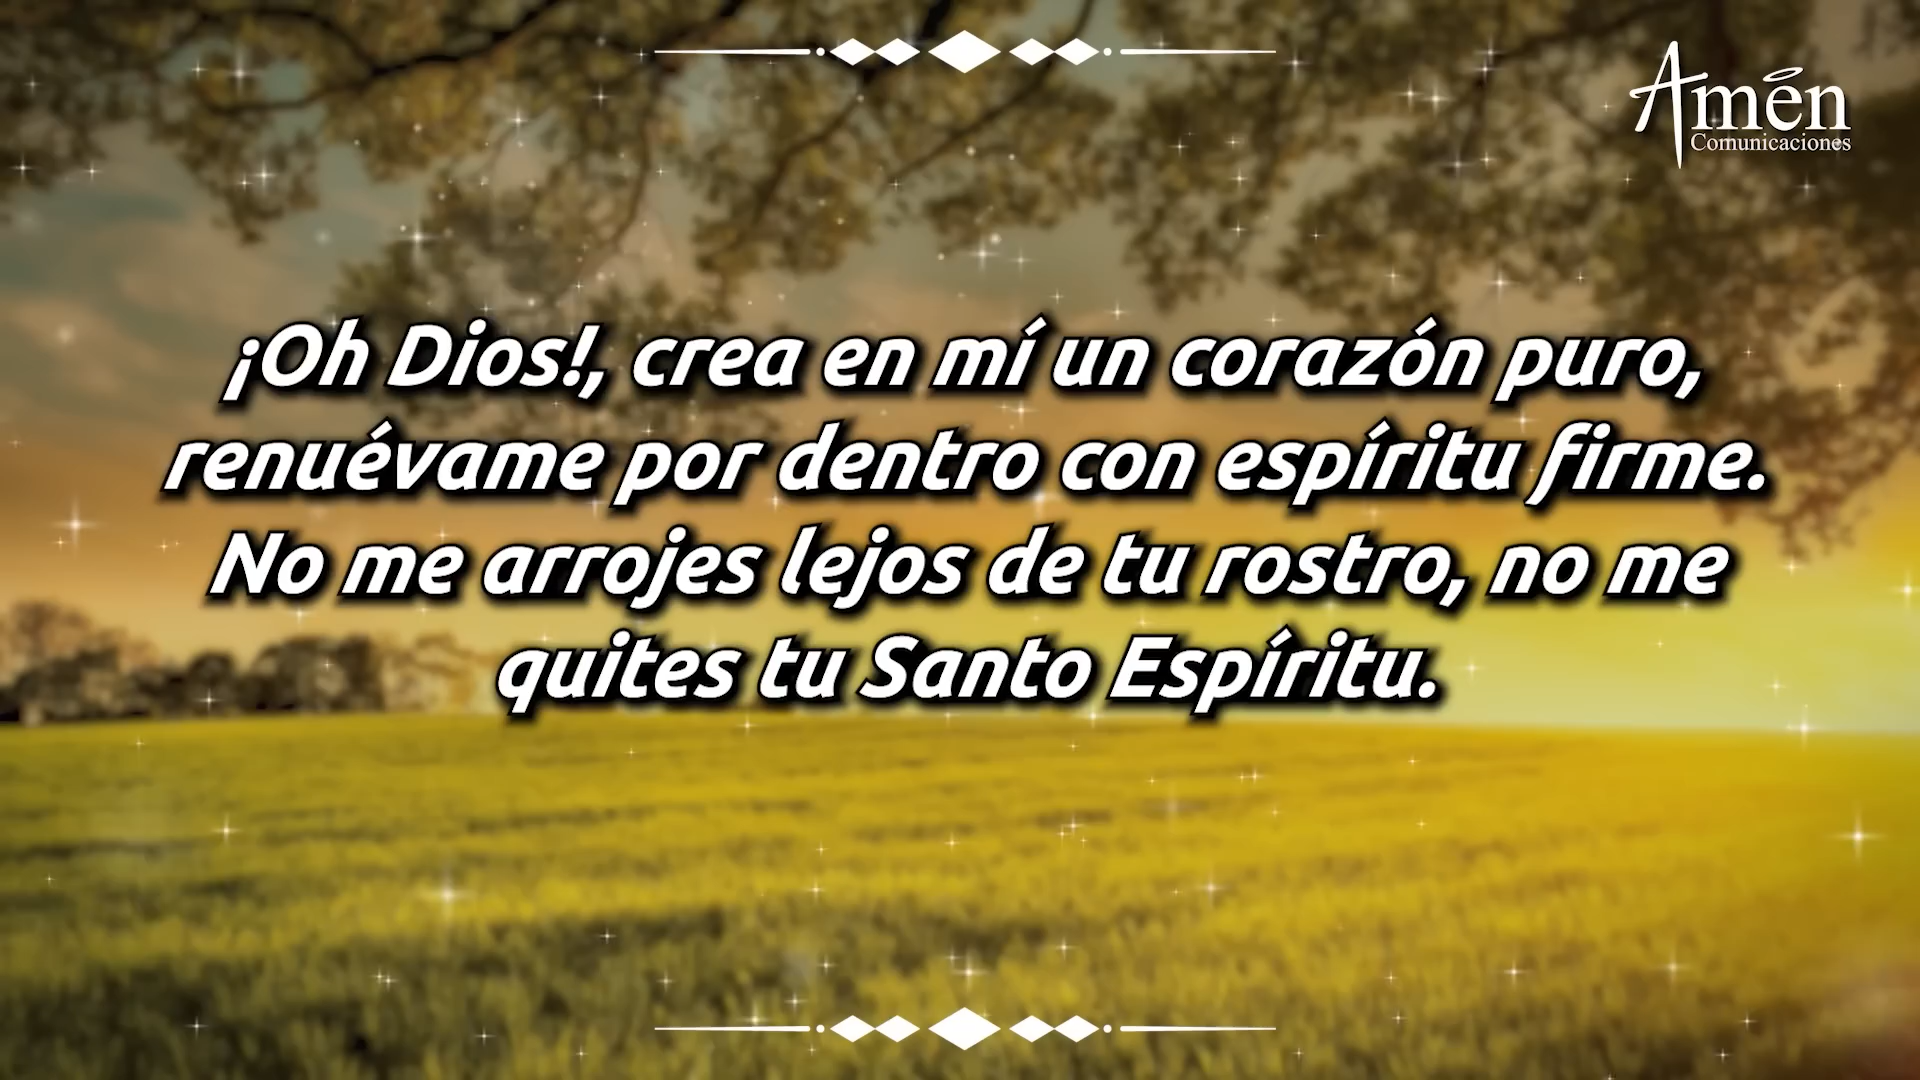 Amén
Comunicaciones
¡Oh Dios!, crea en mí un corazón puro,
renuévame por dentro con espíritu firme.
No me arrojes lejos de tu rostro, no me
quites tu Santo Espíritu.